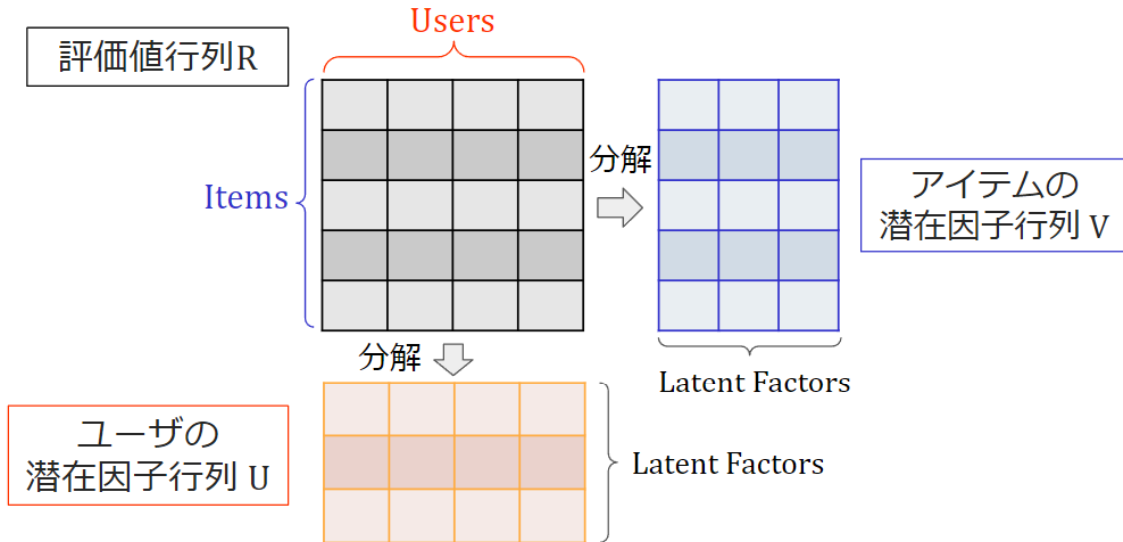 Users
評価値行列R
Items
分解
アイテムの
潜在因子行列 V
Latent Factors
分解
ユーザの
潜在因子行列 U
Latent Factors